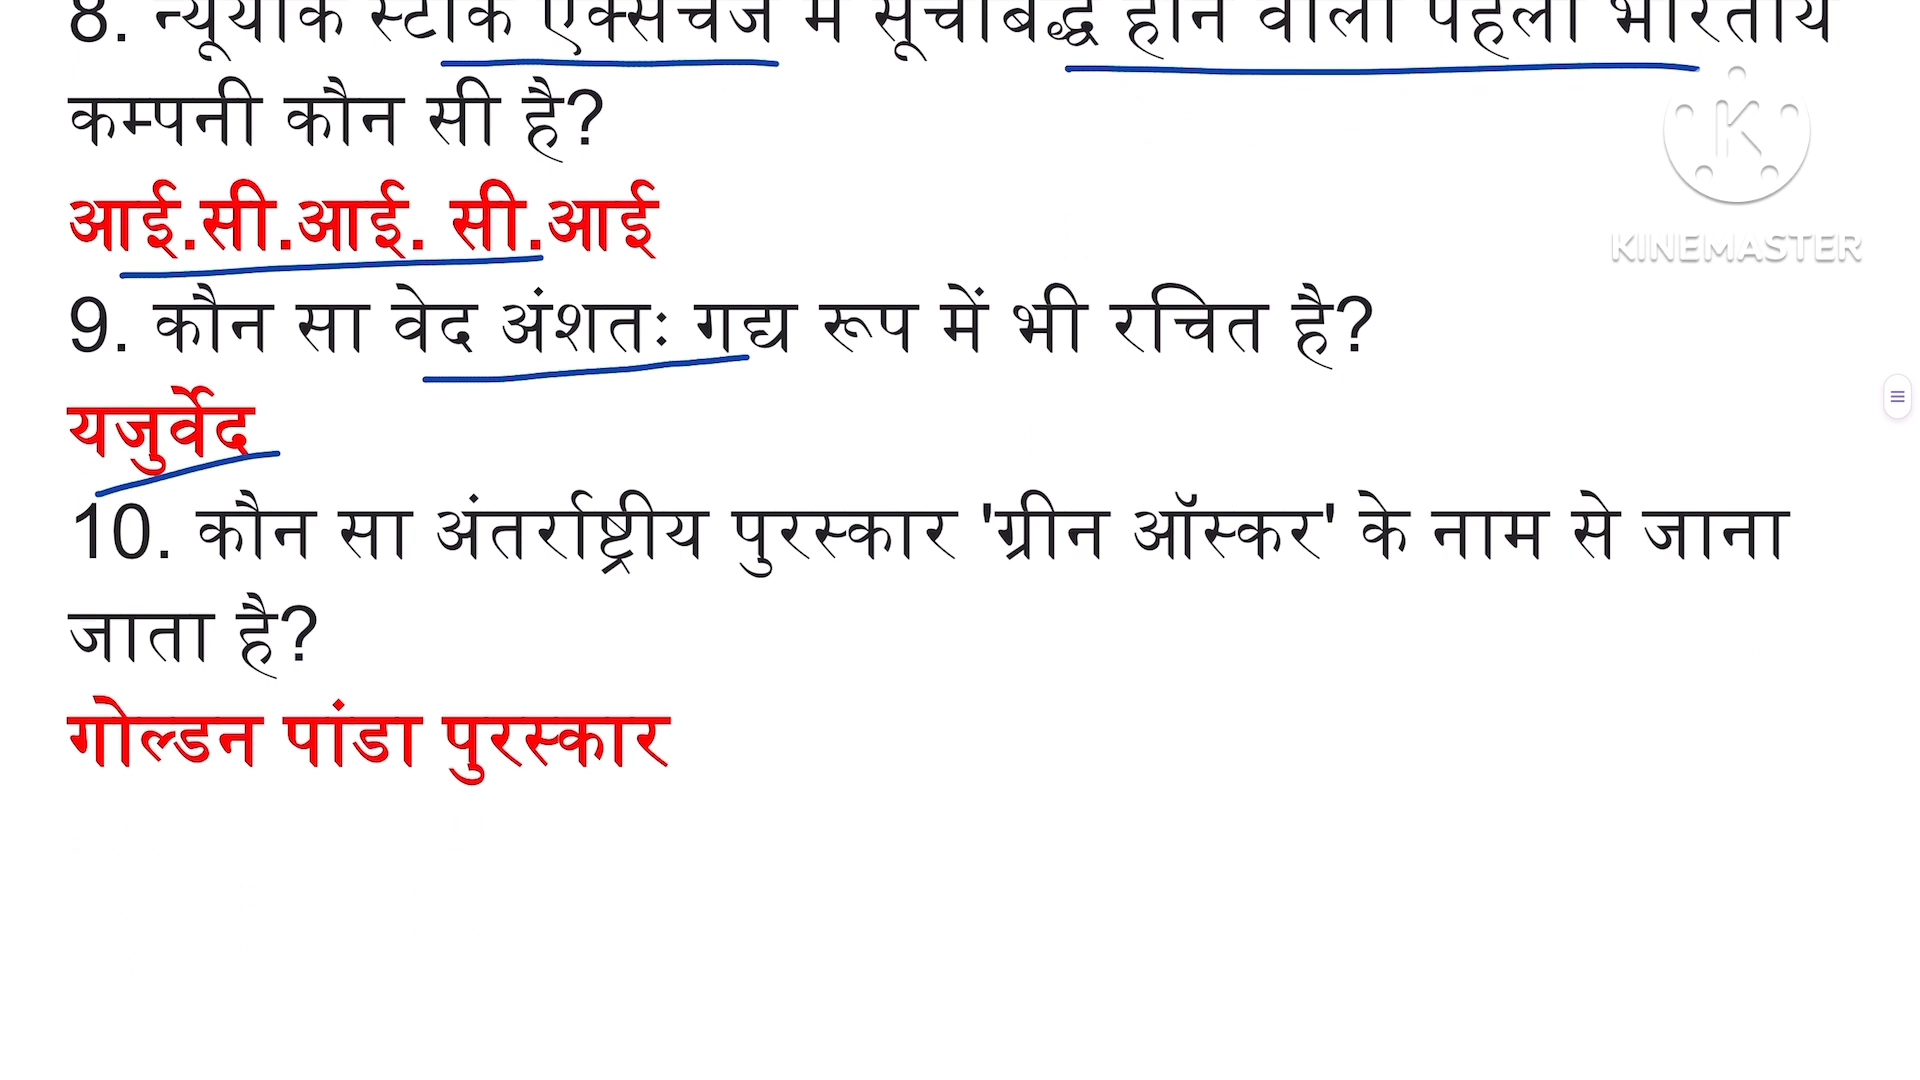 8. न्यूयॉर्क स्टॉक एक्सचेंज में सूचीबद्ध होने वाली पहली भारतीय
कम्पनी कौन सी है?
आई.सी.आई. सी.आई
9. कौन सा वेद अंशतः गद्य रूप में भी रचित है?
यजुर्वेद
10. कौन सा अंतर्राष्ट्रीय पुरस्कार 'ग्रीन ऑस्कर' के नाम से जाना
जाता है?
गोल्डन पांडा पुरस्कार
K
KINEMASTER